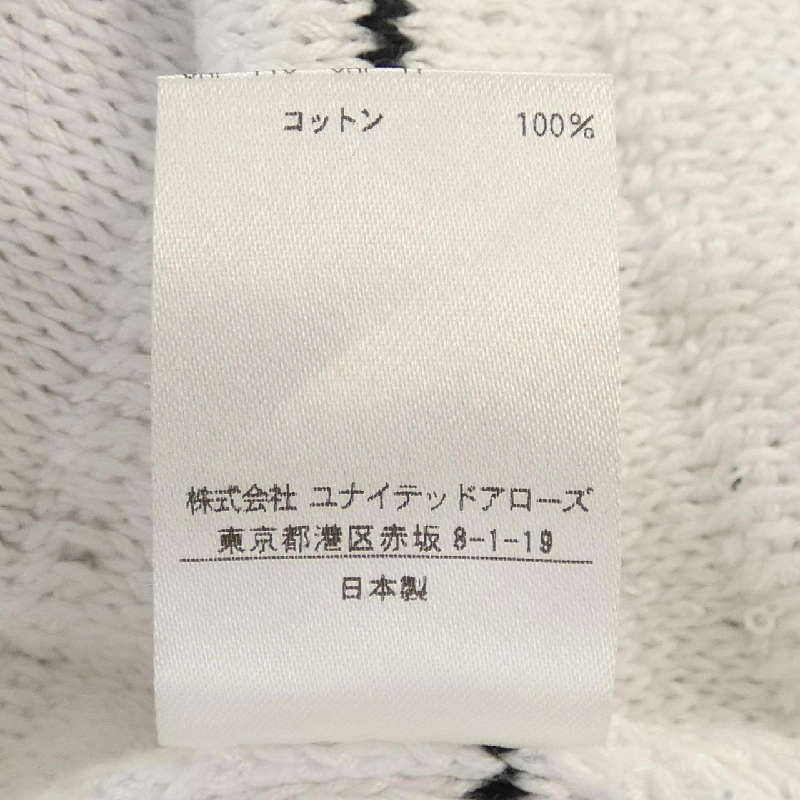 コットン 100%
株式会社 ユナイテッドアローズ
東京都港区赤坂 8-1-19
日本製